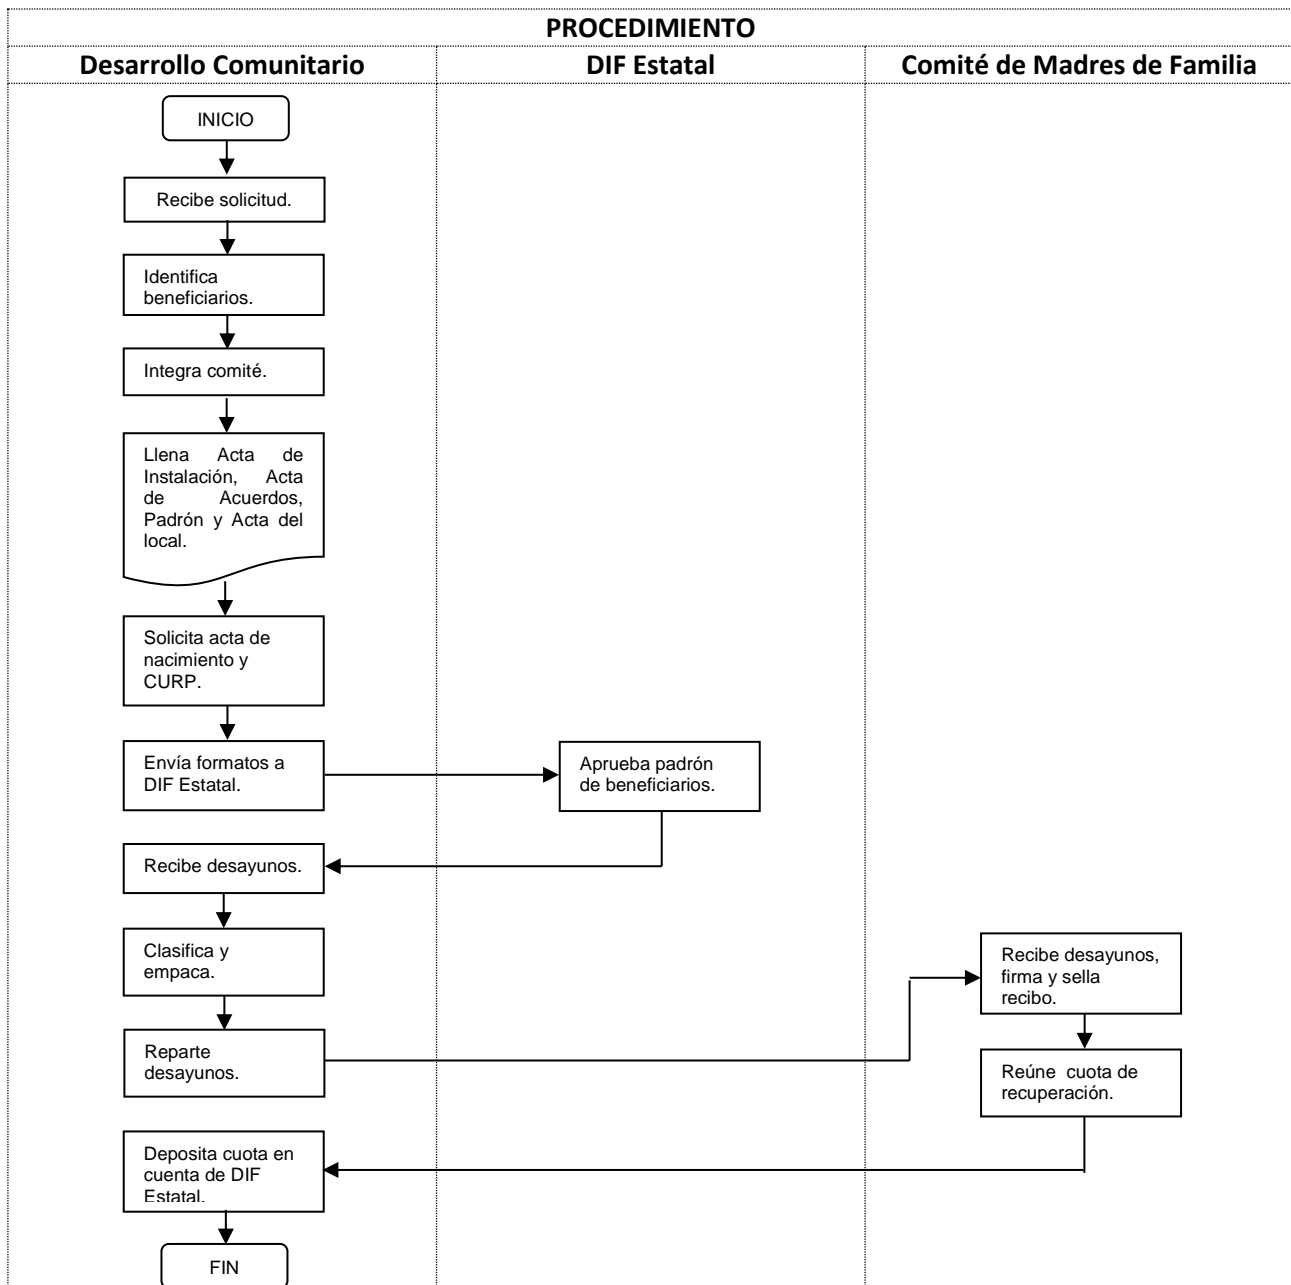 PROCEDIMIENTO
Desarrollo Comunitario
DIF Estatal
Comité de Madres de Familia
INICIO
Recibe solicitud.
Identifica
beneficiarios.
Integra comité.
Llena Acta de
Instalación, Acta
de Acuerdos,
Padrón y Acta del
local.
Solicita acta de
nacimiento y
CURP.
Envía formatos a
DIF Estatal.
Aprueba padrón
de beneficiarios.
Recibe desayunos.
Clasifica y
empaca.
Reparte
desayunos.
Recibe desayunos,
firma y sella
recibo.
Reúne cuota de
recuperación.
Deposita cuota en
cuenta de DIF
Estatal.
FIN